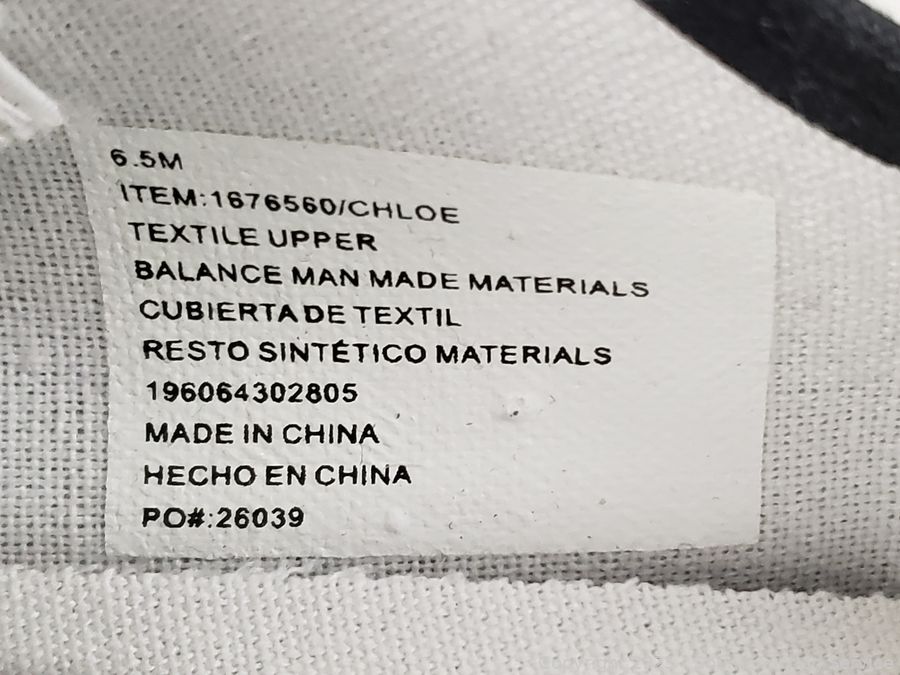 6.5M
ITEM:1676560/CHLOE
TEXTILE UPPER
BALANCE MAN MADE MATERIALS
CUBIERTA DE TEXTIL
RESTO SINTÉTICO MATERIALS
196064302805
MADE IN CHINA
HECHO EN CHINA
PO#:26039